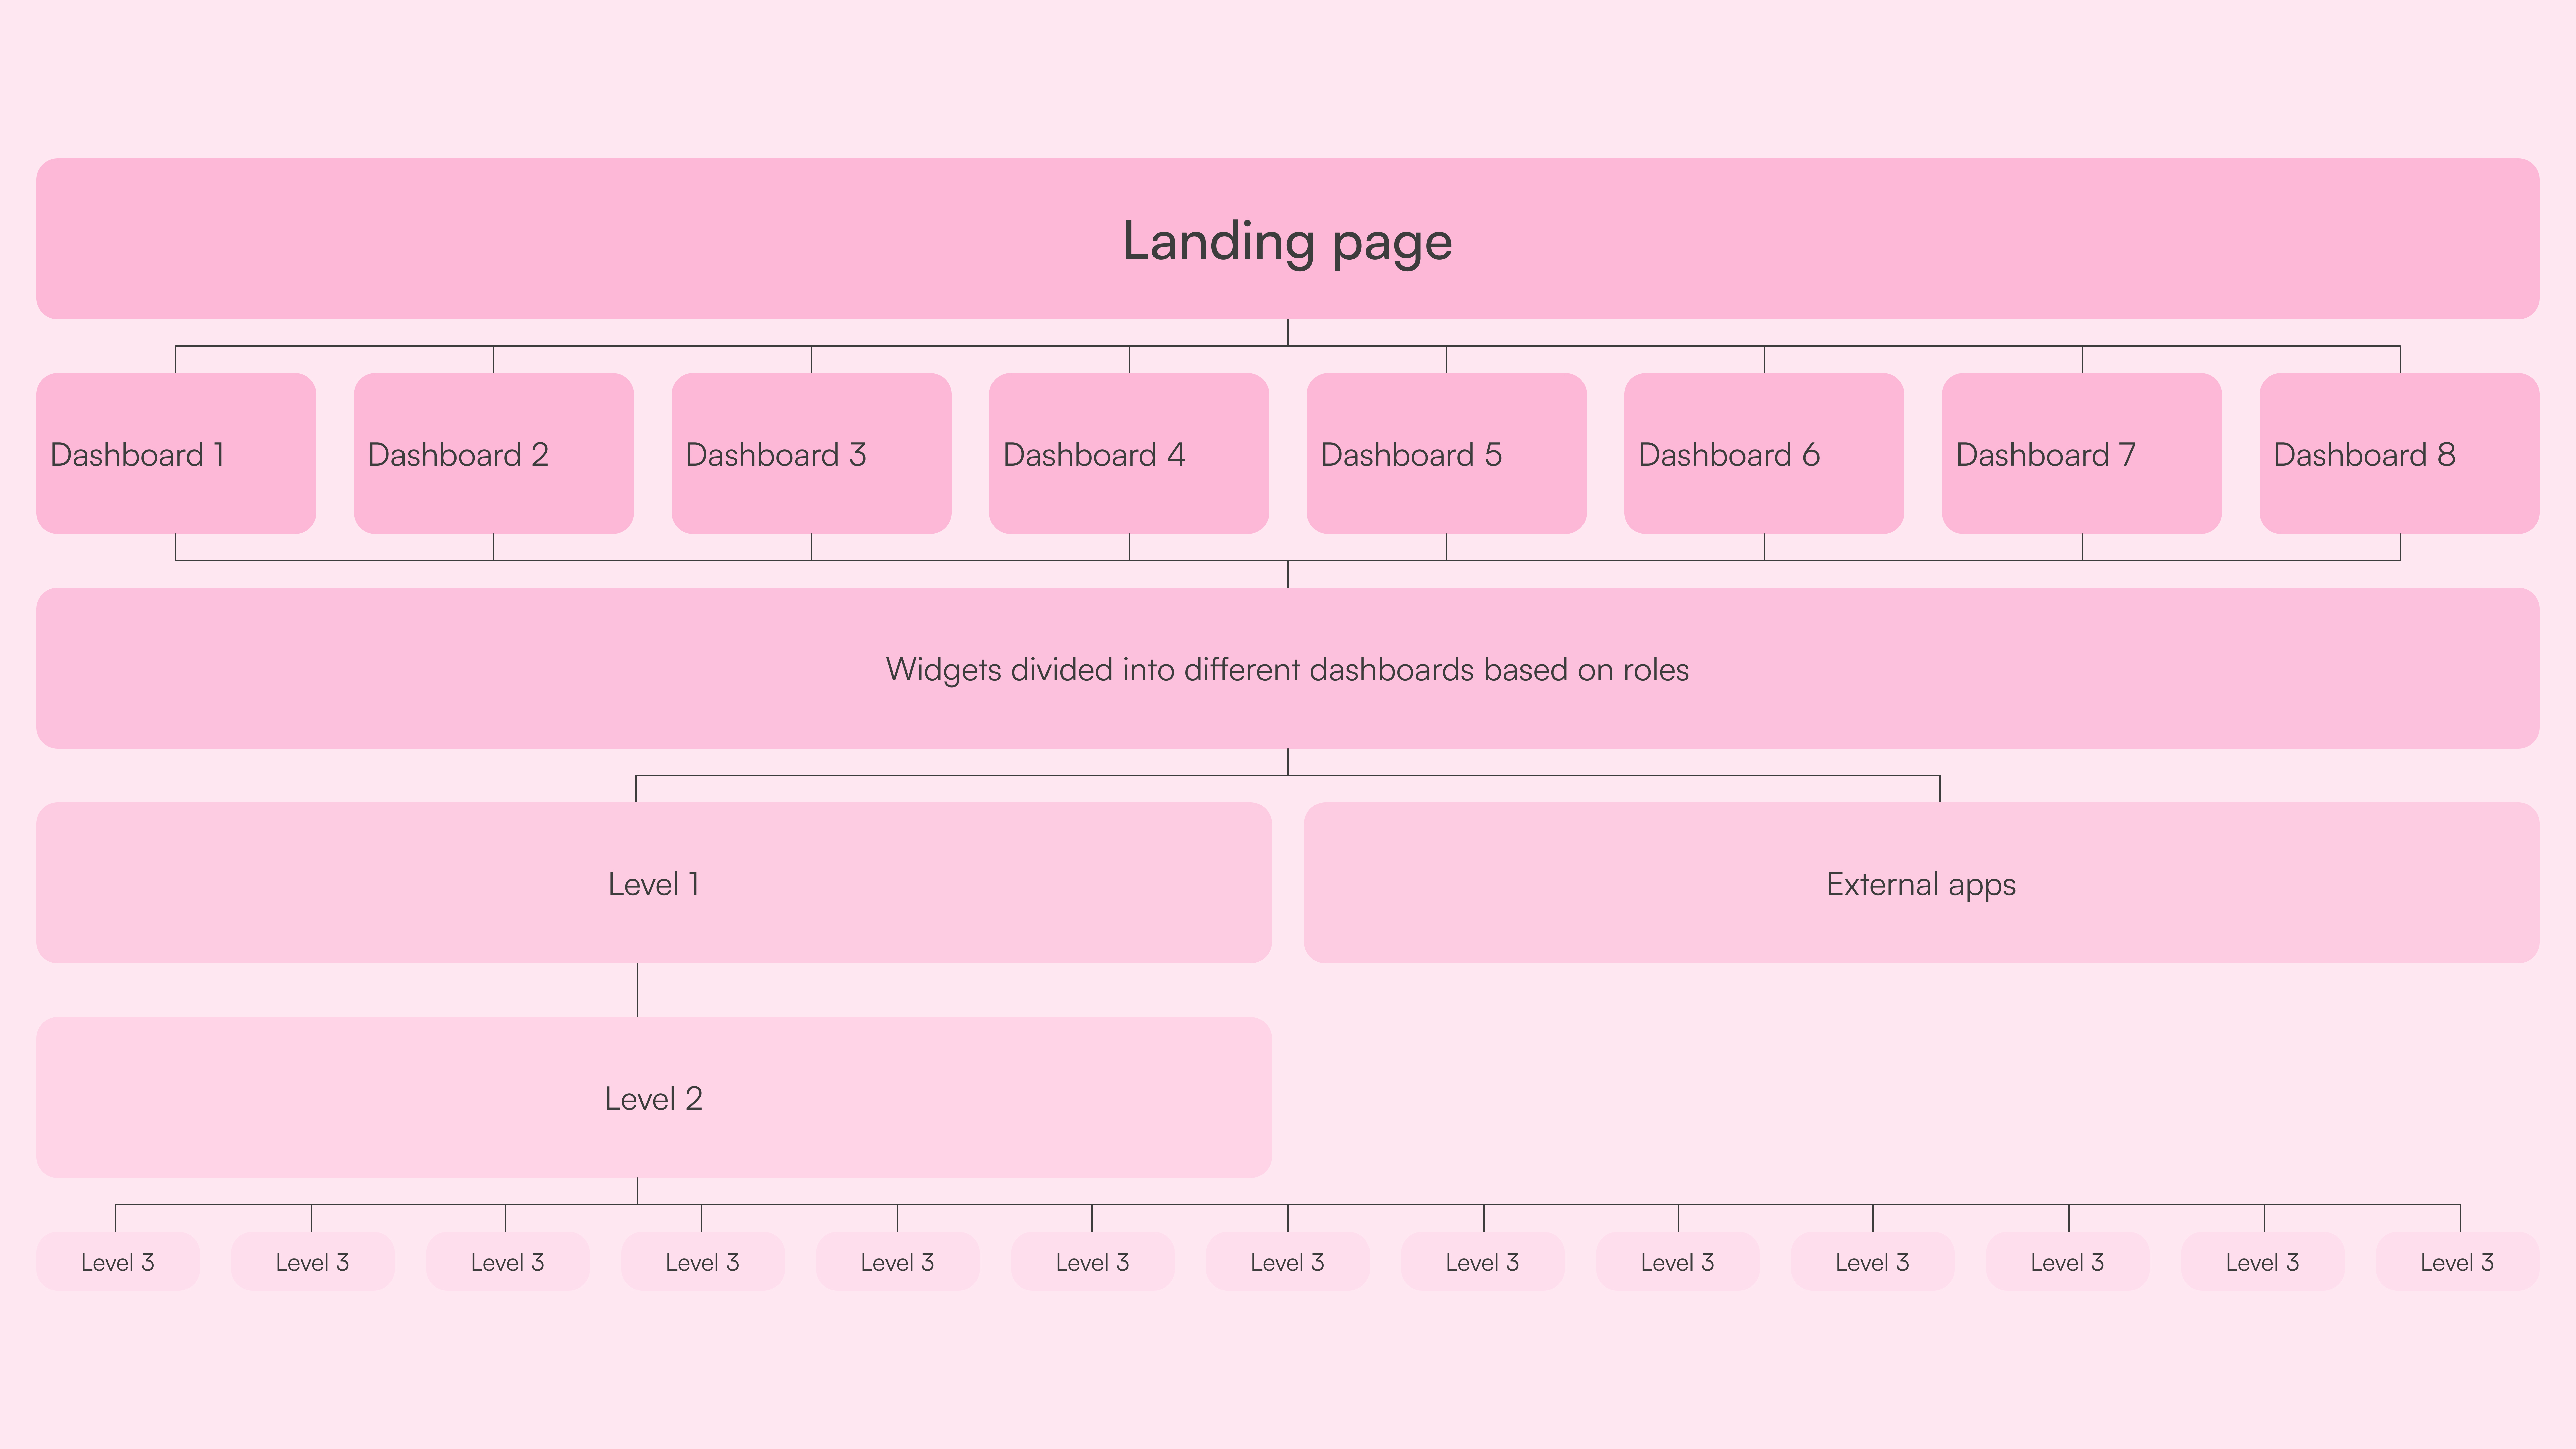 Landing page
Dashboard 1
Dashboard 2
Dashboard 3
Dashboard 4
Dashboard 5
Dashboard 6
Dashboard 7
Dashboard 8
Widgets divided into different dashboards based on roles
Level 1
External apps
Level 2
Level 3
Level 3
Level 3
Level 3
Level 3
Level 3
Level 3
Level 3
Level 3
Level 3
Level 3
Level 3
Level 3